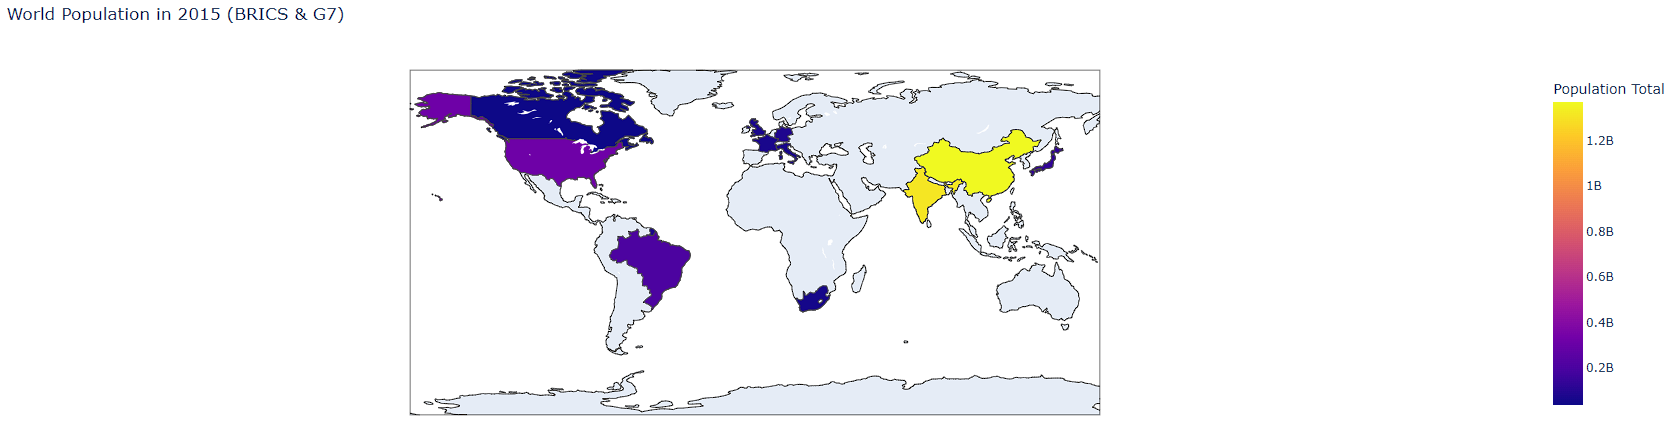 World Population in 2015 (BRICS & G7)
Population Total
1.2B
1B
0.8B
0.6B
0.4B
0.2B